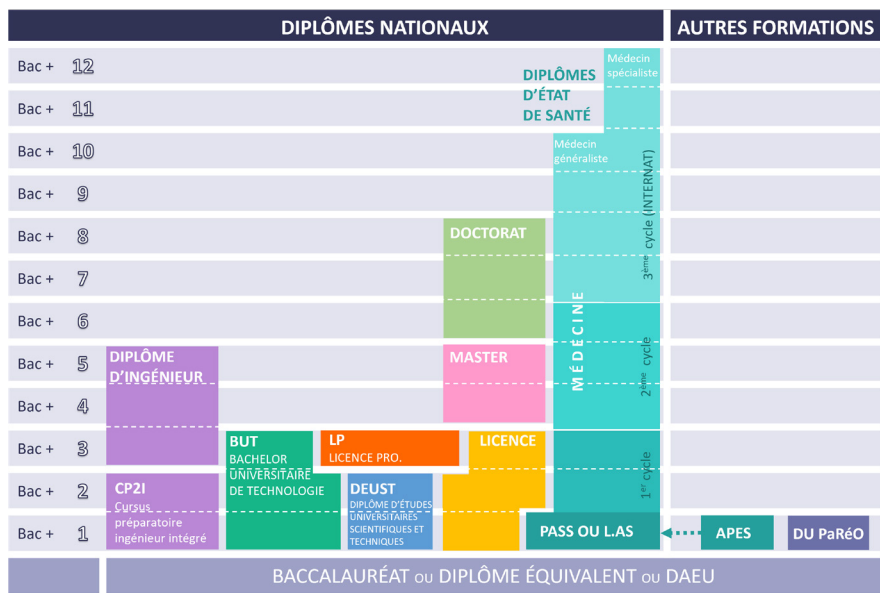 DIPLÔMES NATIONAUX
AUTRES FORMATIONS
Bac + 12
Médecin
spécialiste
DIPLÔMES
D'ÉTAT
DE SANTÉ
Bac + 11
Bac + 10
Médecin
généraliste
Bac + 9
Bac + 8
DOCTORAT
3ème cycle (INTERNAT)
Bac + 7
Bac + 6
MÉDECINE
Bac + 5
DIPLÔME
D'INGÉNIEUR
MASTER
2ème cycle
Bac + 4
Bac + 3
BUT
BACHELOR
UNIVERSITAIRE
DE TECHNOLOGIE
LP
LICENCE PRO.
LICENCE
1er cycle
Bac + 2
CP2I
Cursus
préparatoire
ingénieur intégré
DEUST
DIPLÔME D'ÉTUDES
UNIVERSITAIRES
SCIENTIFIQUES ET
TECHNIQUES
Bac + 1
PASS OU L.AS
APES
DU PaRéO
BACCALAURÉAT OU DIPLÔME ÉQUIVALENT OU DAEU